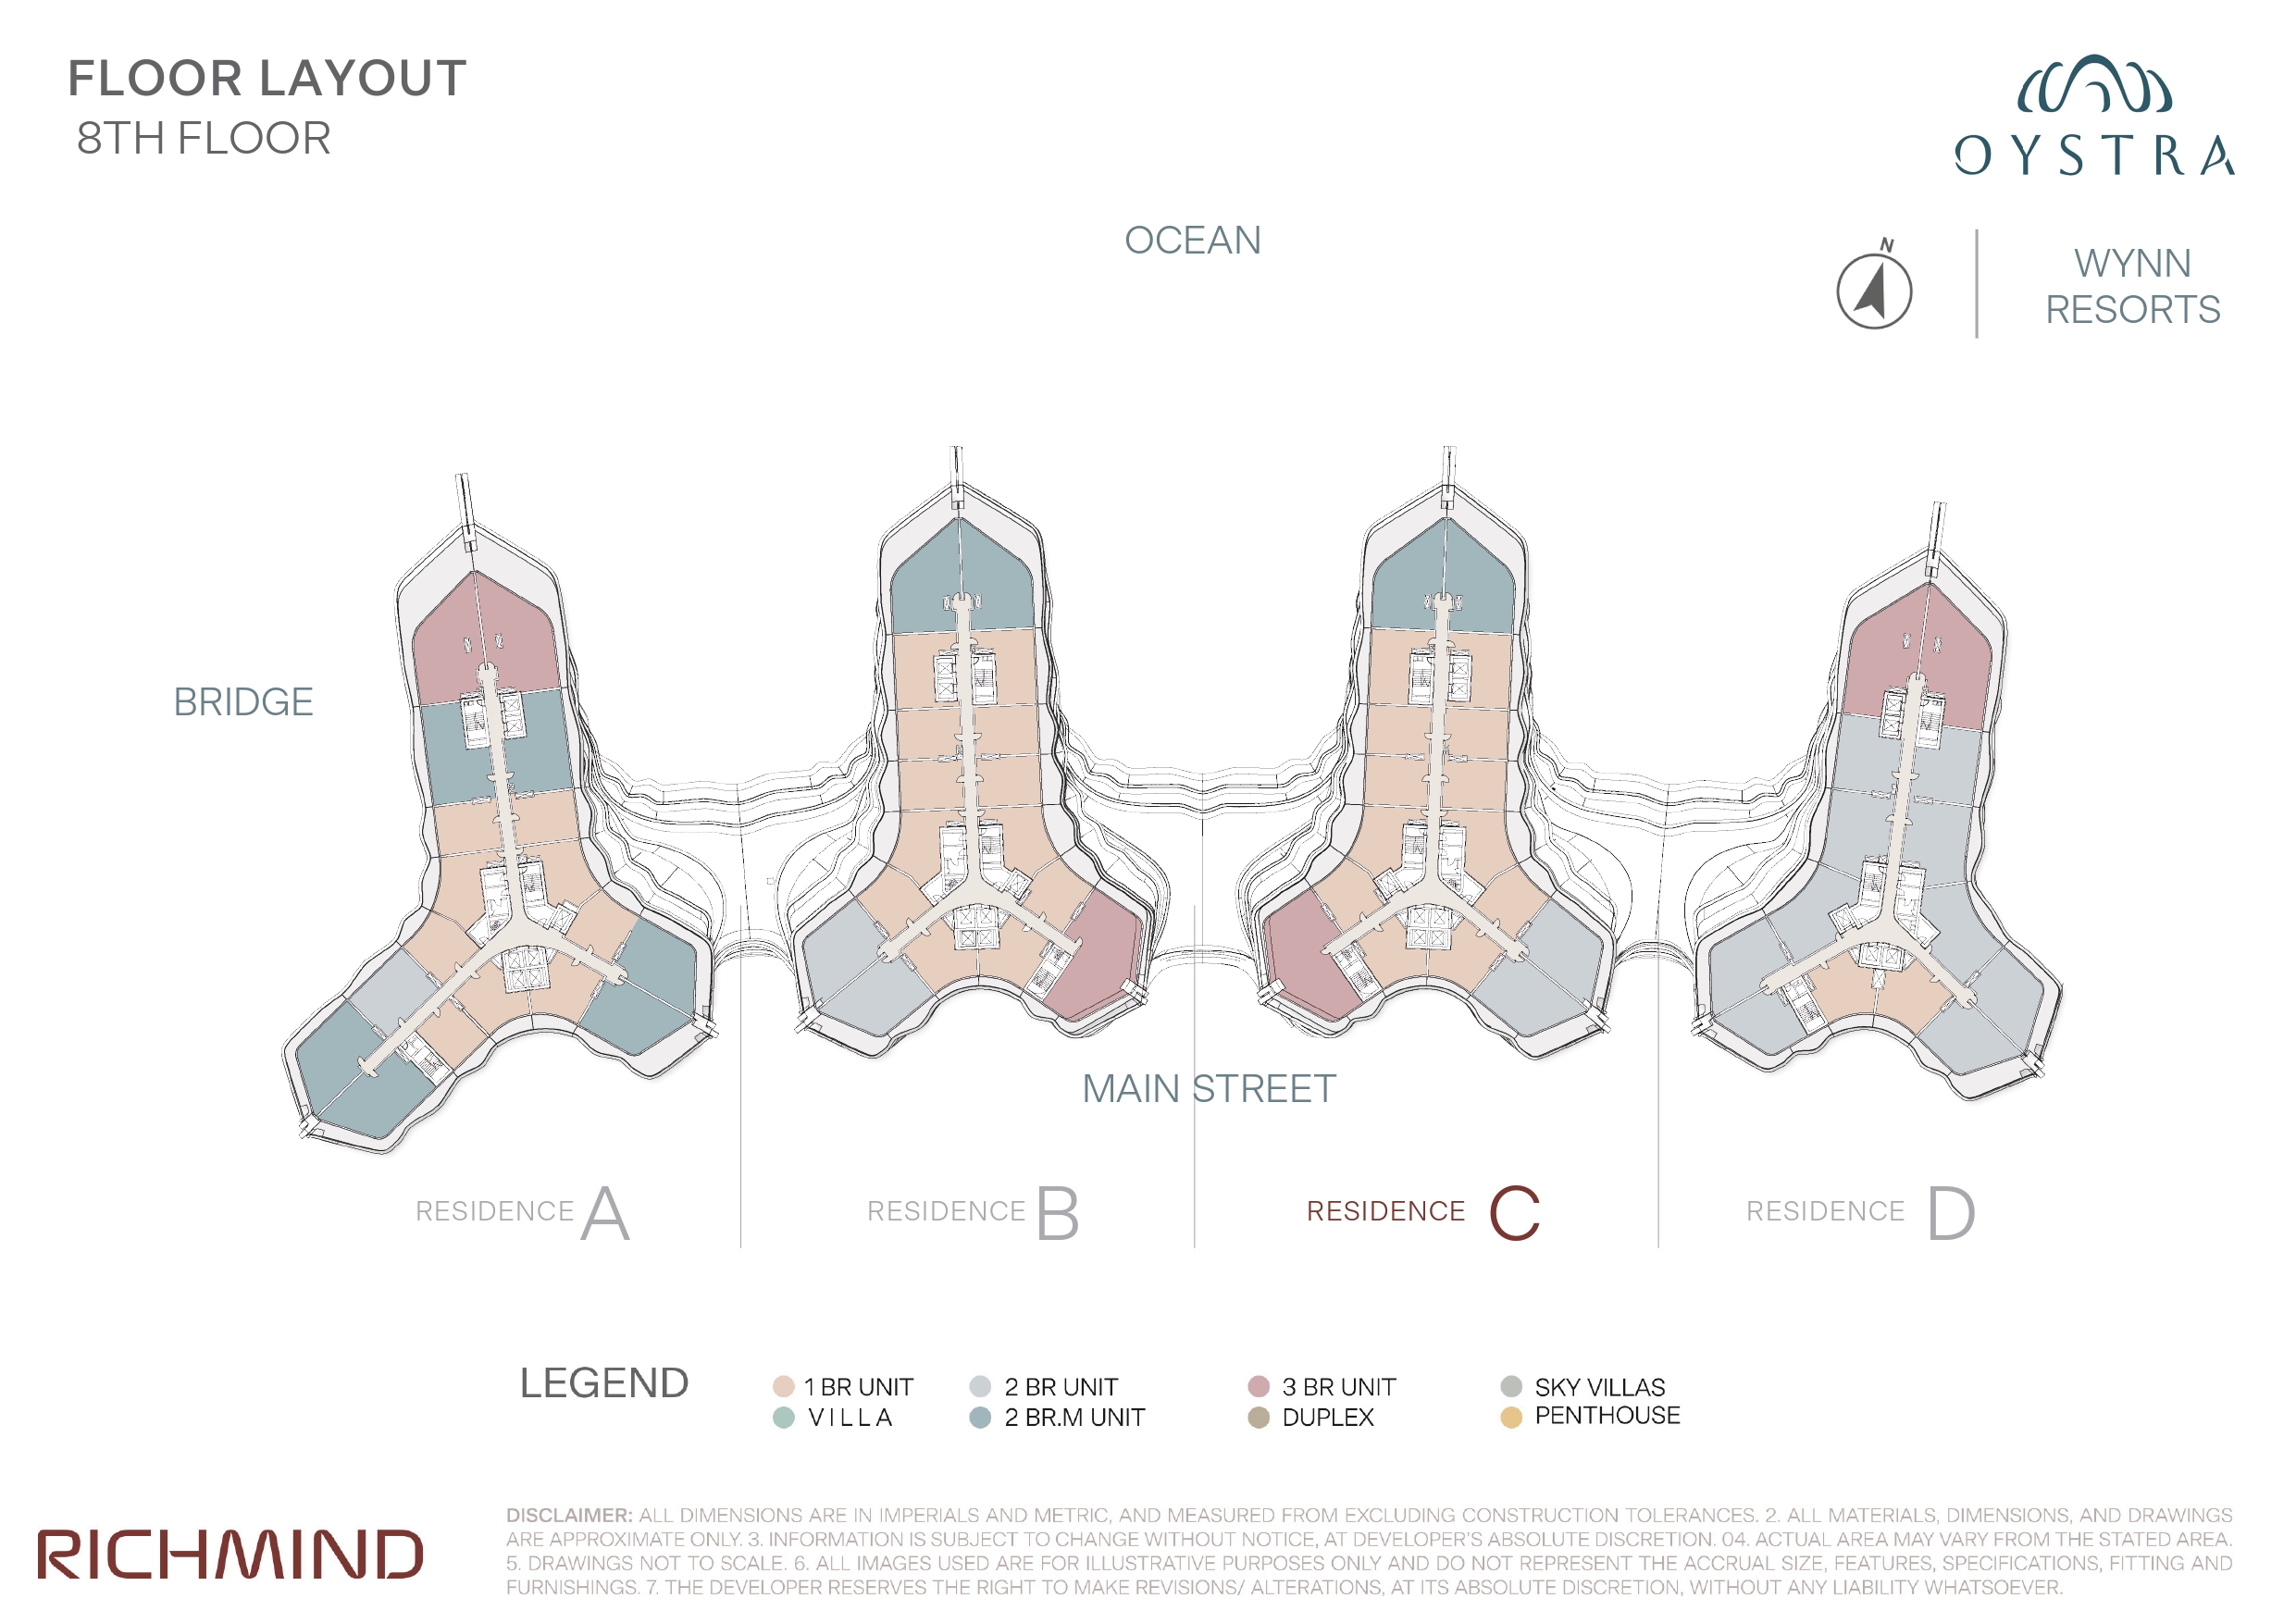 FLOOR LAYOUT
8TH FLOOR
OYSTRA
OCEAN
N
WYNN
RESORTS
BRIDGE
MAIN STREET
RESIDENCE A
RESIDENCE B
RESIDENCE C
RESIDENCE D
LEGEND
1 BR UNIT
2 BR UNIT
3 BR UNIT
SKY VILLAS
VILLA
2 BR.M UNIT
DUPLEX
PENTHOUSE
RICHMIND
DISCLAIMER: ALL DIMENSIONS ARE IN IMPERIALS AND METRIC, AND MEASURED FROM EXCLUDING CONSTRUCTION TOLERANCES. 2. ALL MATERIALS, DIMENSIONS, AND DRAWINGS
ARE APPROXIMATE ONLY. 3. INFORMATION IS SUBJECT TO CHANGE WITHOUT NOTICE, AT DEVELOPER'S ABSOLUTE DISCRETION. 04. ACTUAL AREA MAY VARY FROM THE STATED AREA.
5. DRAWINGS NOT TO SCALE. 6. ALL IMAGES USED ARE FOR ILLUSTRATIVE PURPOSES ONLY AND DO NOT REPRESENT THE ACCRUAL SIZE, FEATURES, SPECIFICATIONS, FITTING AND
FURNISHINGS. 7. THE DEVELOPER RESERVES THE RIGHT TO MAKE REVISIONS/ ALTERATIONS, AT ITS ABSOLUTE DISCRETION, WITHOUT ANY LIABILITY WHATSOEVER.